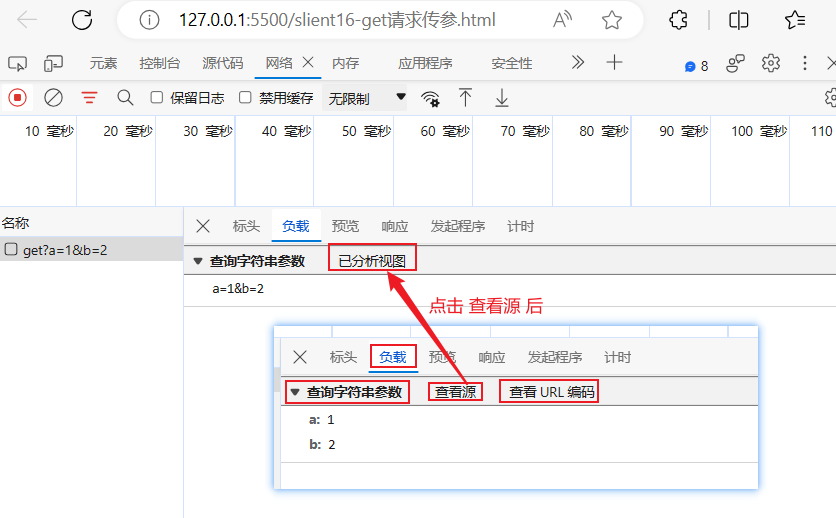 127.0.0.1:5500/slient16-get请求传参.html
元素 控制台 源代码 网络 内存 应用程序 安全性 8
保留日志 禁用缓存 无限制
10 毫秒 20 毫秒 30 毫秒 40 毫秒 50 毫秒 60 毫秒 70 毫秒 80 毫秒 90 毫秒 100 毫秒 110
名称 标头 负载 预览 响应 发起程序 计时
get?a=1&b=2
查询字符串参数 已分析视图
a=1&b=2
点击 查看源 后
标头 负载 预览 响应 发起程序 计时
查询字符串参数 查看源 查看 URL 编码
a: 1
b: 2